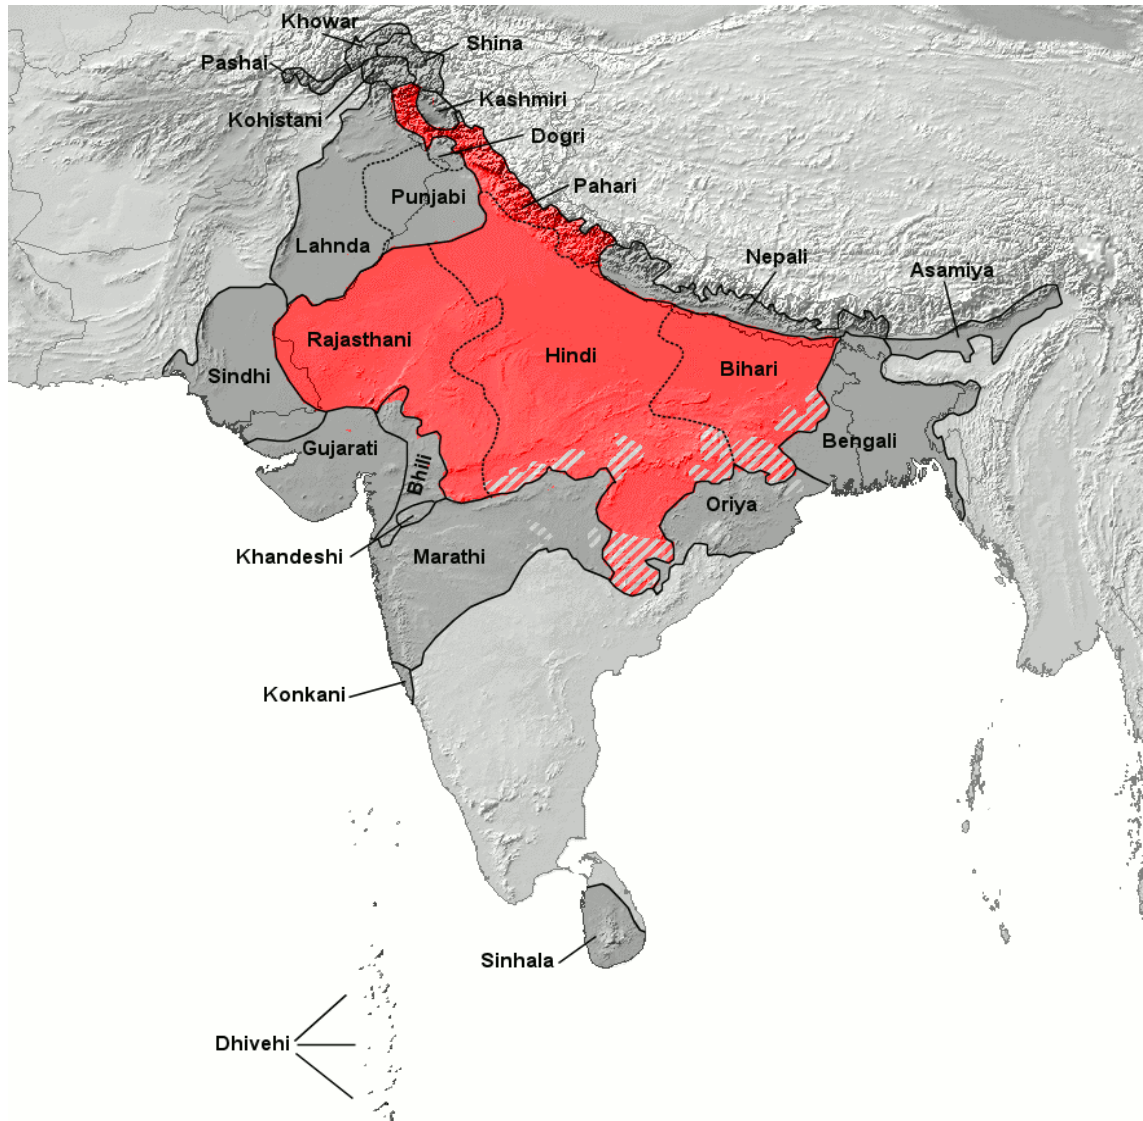 Khowar
Shina
Pashai
Kashmiri
Kohistani
Dogri
Pahari
Punjabi
Lahnda
Nepali
Asamiya
Rajasthani
Hindi
Bihari
Sindhi
Gujarati
Bhili
Bengali
Oriya
Khandeshi
Marathi
Konkani
Sinhala
Dhivehi